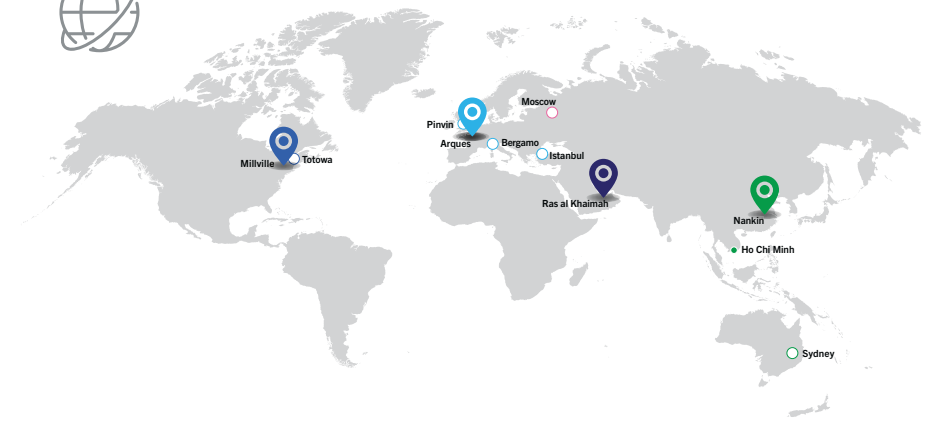 Moscow
Pinvin
Arques
Bergamo
Istanbul
Millville
Totowa
Ras al Khaimah
Nankin
Ho Chi Minh
Sydney